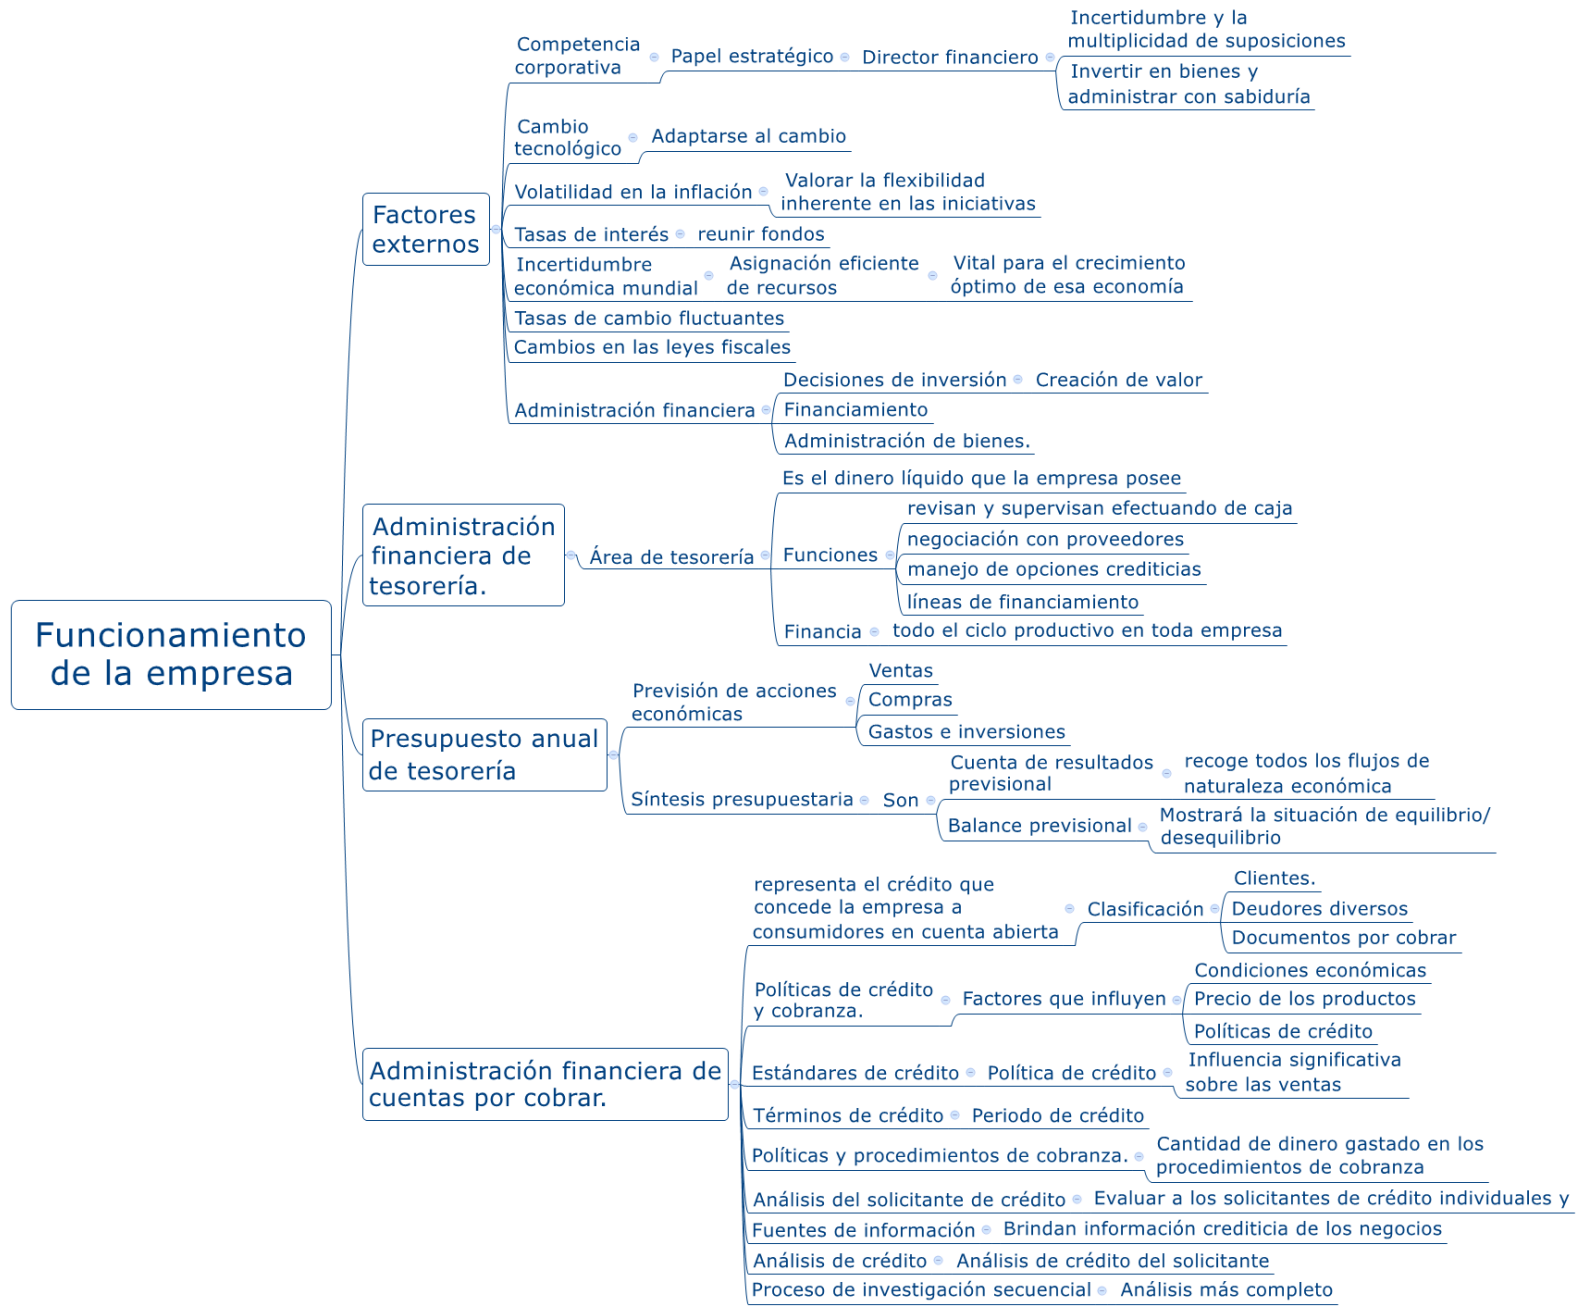 Funcionamiento
de la empresa
Factores
externos
Competencia
corporativa
Papel estratégico
Director financiero
Incertidumbre y la
multiplicidad de suposiciones
Invertir en bienes y
administrar con sabiduría
Cambio
tecnológico
Adaptarse al cambio
Volatilidad en la inflación
Valorar la flexibilidad
inherente en las iniciativas
Tasas de interés
reunir fondos
Incertidumbre
económica mundial
Asignación eficiente
de recursos
Vital para el crecimiento
óptimo de esa economía
Tasas de cambio fluctuantes
Cambios en las leyes fiscales
Administración financiera
Decisiones de inversión
Creación de valor
Financiamiento
Administración de bienes.
Administración
financiera de
tesorería.
Área de tesorería
Es el dinero líquido que la empresa posee
Funciones
revisan y supervisan efectuando de caja
negociación con proveedores
manejo de opciones crediticias
líneas de financiamiento
Financia
todo el ciclo productivo en toda empresa
Presupuesto anual
de tesorería
Previsión de acciones
económicas
Ventas
Compras
Gastos e inversiones
Síntesis presupuestaria
Son
Cuenta de resultados
previsional
recoge todos los flujos de
naturaleza económica
Balance previsional
Mostrará la situación de equilibrio/
desequilibrio
Administración financiera de
cuentas por cobrar.
representa el crédito que
concede la empresa a
consumidores en cuenta abierta
Clasificación
Clientes.
Deudores diversos
Documentos por cobrar
Políticas de crédito
y cobranza.
Factores que influyen
Condiciones económicas
Precio de los productos
Políticas de crédito
Estándares de crédito
Política de crédito
Influencia significativa
sobre las ventas
Términos de crédito
Periodo de crédito
Políticas y procedimientos de cobranza.
Cantidad de dinero gastado en los
procedimientos de cobranza
Análisis del solicitante de crédito
Evaluar a los solicitantes de crédito individuales y
Fuentes de información
Brindan información crediticia de los negocios
Análisis de crédito
Análisis de crédito del solicitante
Proceso de investigación secuencial
Análisis más completo